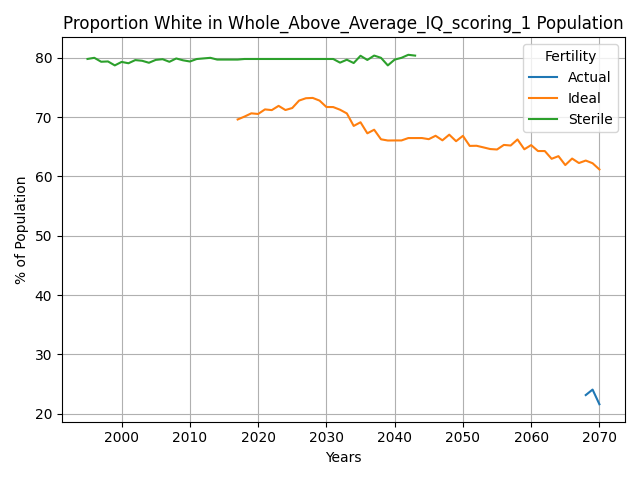 Proportion White in Whole_Above_Average_IQ_scoring_1 Population
Fertility
Actual
Ideal
Sterile
% of Population
80
70
60
50
40
30
20
2000 2010 2020 2030 2040 2050 2060 2070
Years